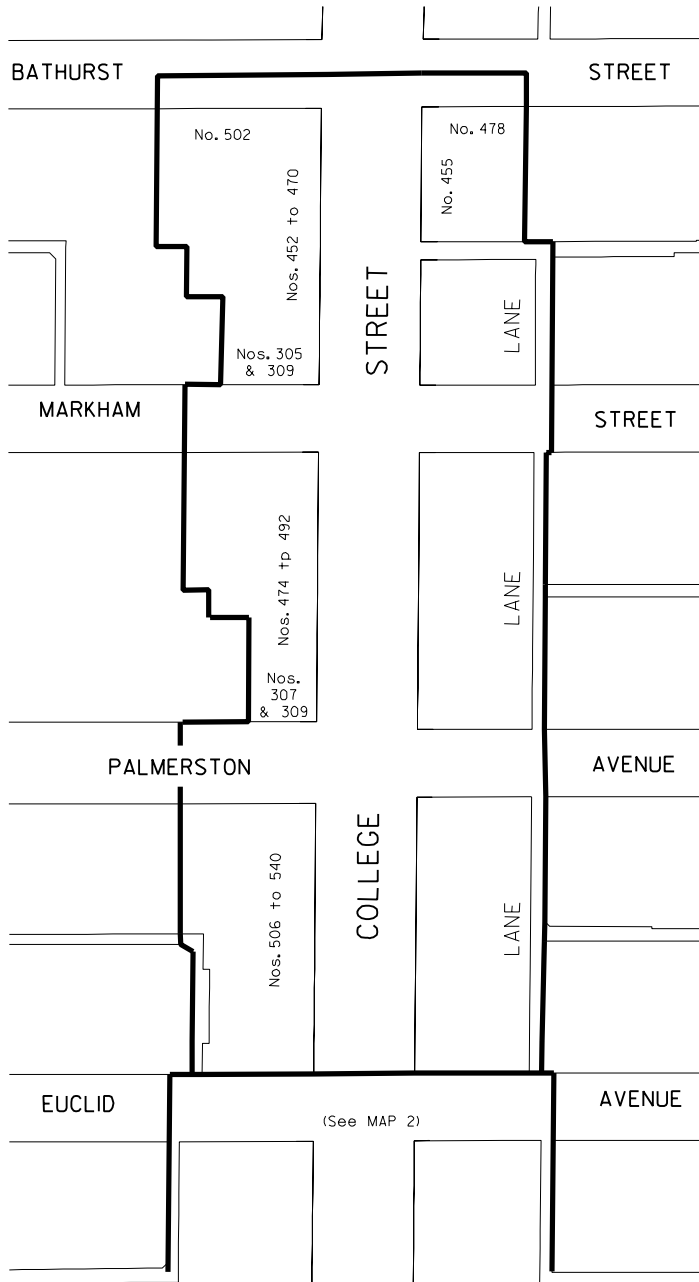 BATHURST
STREET
No. 502
No. 478
No. 455
Nos. 452 to 470
STREET
LANE
Nos. 305
& 309
MARKHAM
STREET
Nos. 474 tp 492
LANE
Nos.
307
& 309
PALMERSTON
AVENUE
COLLEGE
Nos. 506 to 540
LANE
EUCLID
AVENUE
(See MAP 2)